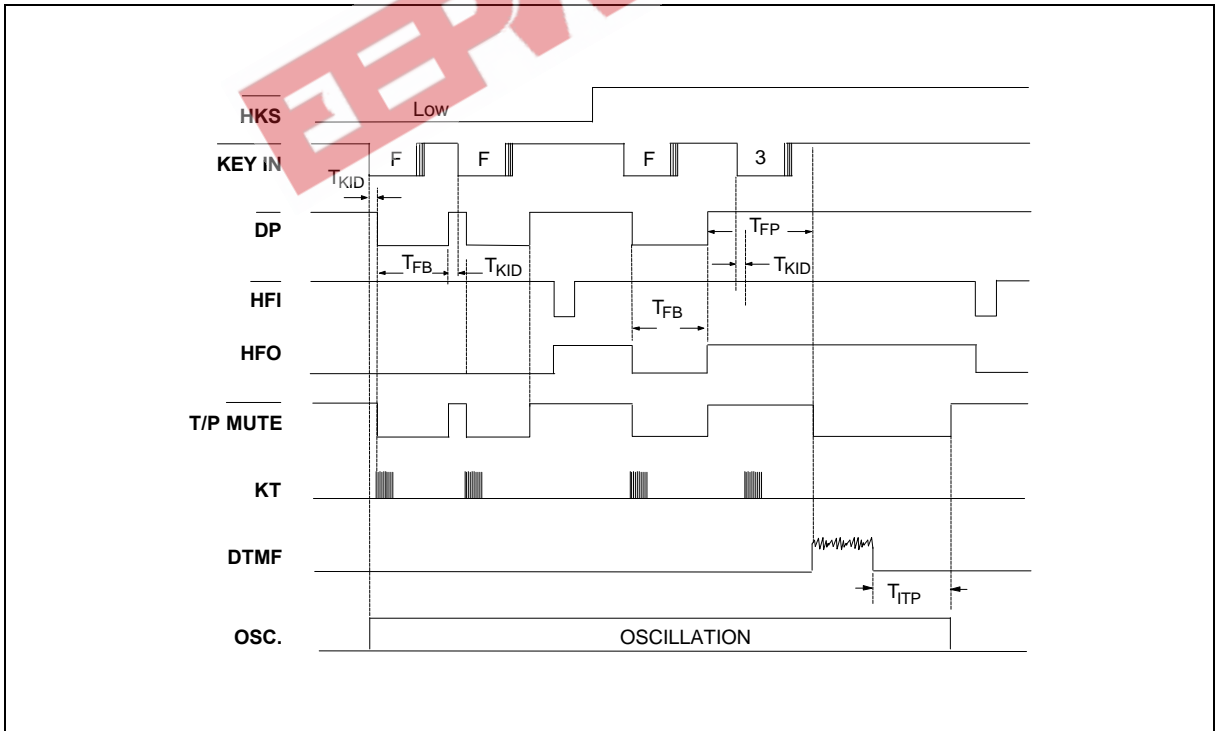 EEPW
HKS
Low
KEY IN
F
F
F
3
TKID
DP
TFP
TFB
TKID
TKID
HFI
TFB
HFO
T/P MUTE
KT
DTMF
TITP
OSC.
OSCILLATION